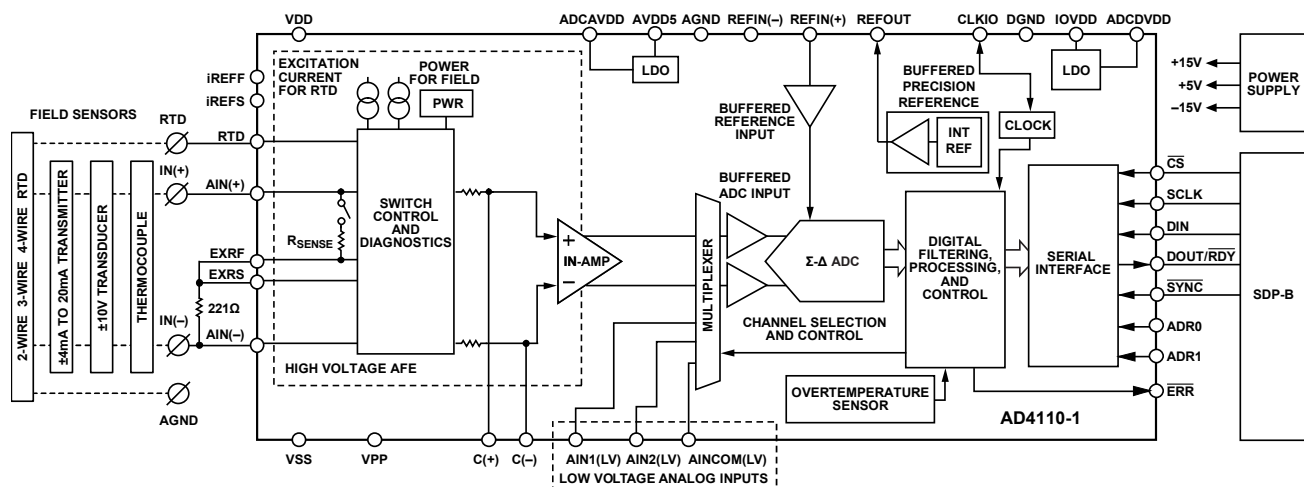 VDD
ADCAVDD
AVDD5
AGND
REFIN(–)
REFIN(+)
REFOUT
CLKIO
DGND
IOVDD
ADCDVDD
iREFF
iREFS
EXCITATION
CURRENT
FOR RTD
POWER
FOR FIELD
PWR
LDO
BUFFERED
REFERENCE
INPUT
BUFFERED
PRECISION
REFERENCE
INT
REF
CLOCK
LDO
+15V
+5V
–15V
POWER
SUPPLY
FIELD SENSORS
2-WIRE 3-WIRE 4-WIRE RTD
±4mA TO 20mA TRANSMITTER
±10V TRANSDUCER
THERMOCOUPLE
RTD
RTD
IN(+)
AIN(+)
EXRF
EXRS
221Ω
IN(–)
AIN(–)
AGND
RSENSE
SWITCH
CONTROL
AND
DIAGNOSTICS
HIGH VOLTAGE AFE
+
IN-AMP
–
BUFFERED
ADC INPUT
MULTIPLEXER
Σ-Δ ADC
DIGITAL
FILTERING,
PROCESSING,
AND
CONTROL
SERIAL
INTERFACE
CHANNEL SELECTION
AND CONTROL
OVERTEMPERATURE
SENSOR
CS
SCLK
DIN
DOUT/RDY
SYNC
ADR0
ADR1
ERR
SDP-B
AD4110-1
VSS
VPP
C(+)
C(–)
AIN1(LV)
AIN2(LV)
AINCOM(LV)
LOW VOLTAGE ANALOG INPUTS